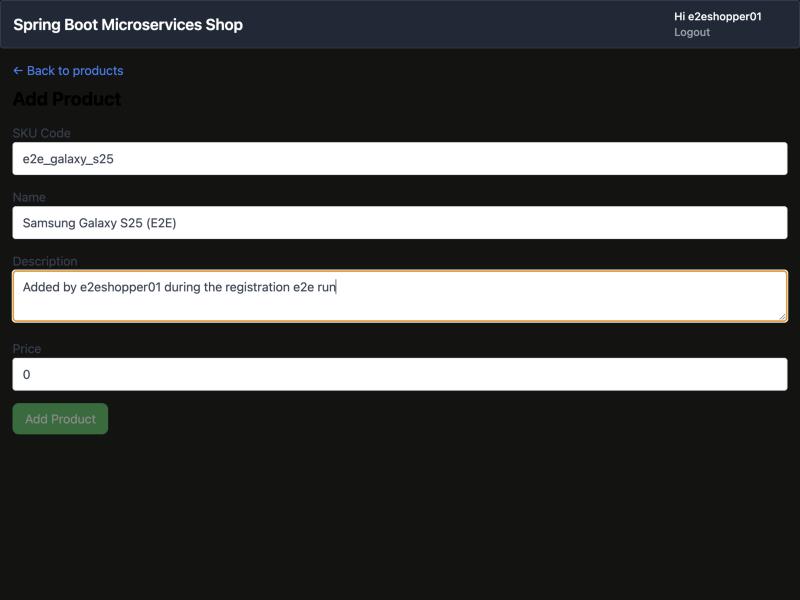 Spring Boot Microservices Shop
Hi e2eshopper01
Logout
← Back to products
Add Product
SKU Code
e2e_galaxy_s25
Name
Samsung Galaxy S25 (E2E)
Description
Added by e2eshopper01 during the registration e2e run
Price
0
Add Product